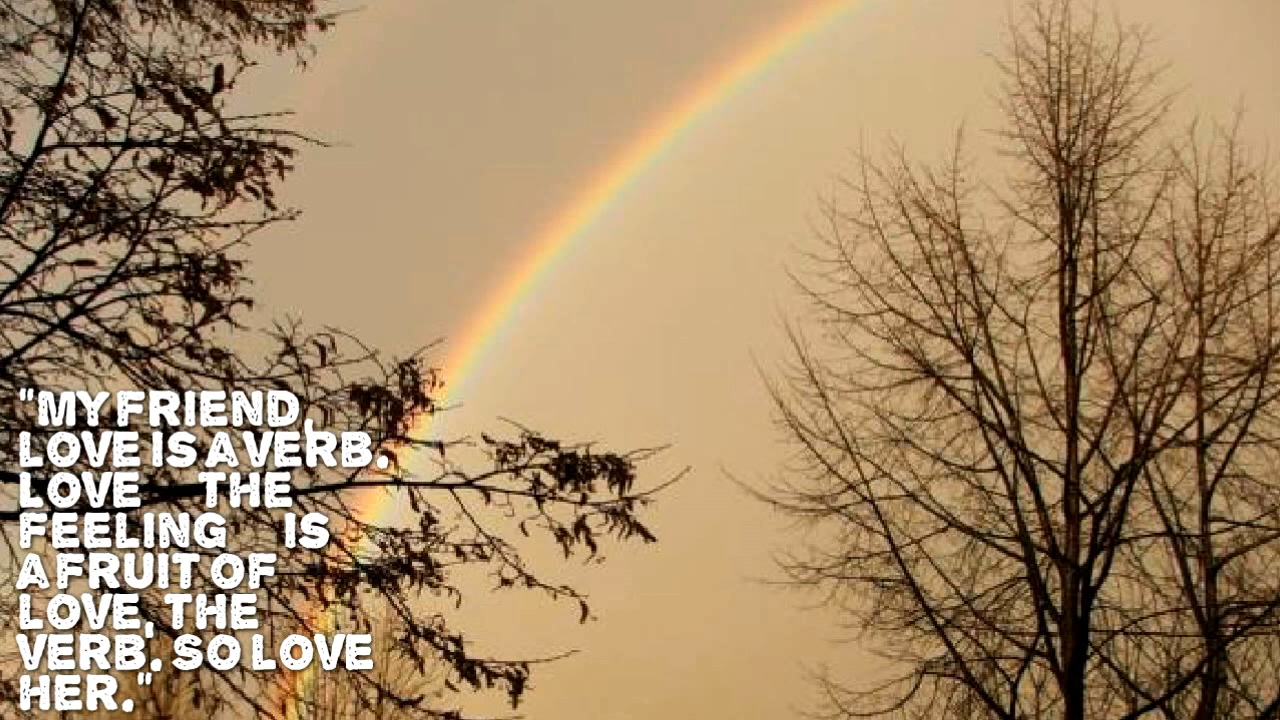 "MY FRIEND,
LOVE IS A VERB.
LOVE THE
FEELING IS
A FRUIT OF
LOVE, THE
VERB. SO LOVE
HER."